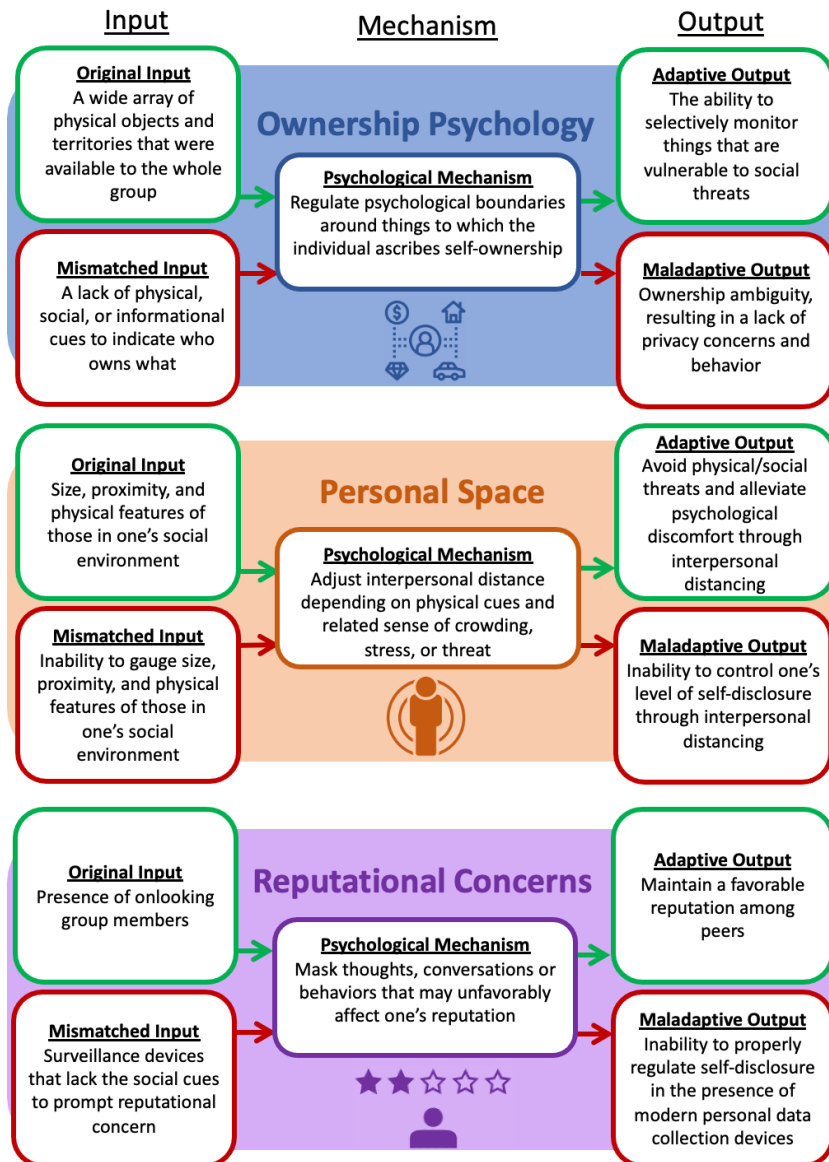 Input
Mechanism
Output
Original Input
A wide array of
physical objects and
territories that were
available to the whole
group
Mismatched Input
A lack of physical,
social, or informational
cues to indicate who
owns what
Ownership Psychology
Psychological Mechanism
Regulate psychological boundaries
around things to which the
individual ascribes self-ownership
$
Adaptive Output
The ability to
selectively monitor
things that are
vulnerable to social
threats
Maladaptive Output
Ownership ambiguity,
resulting in a lack of
privacy concerns and
behavior
Original Input
Size, proximity, and
physical features of
those in one’s social
environment
Mismatched Input
Inability to gauge size,
proximity, and physical
features of those in
one’s social
environment
Personal Space
Psychological Mechanism
Adjust interpersonal distance
depending on physical cues and
related sense of crowding,
stress, or threat
Adaptive Output
Avoid physical/social
threats and alleviate
psychological
discomfort through
interpersonal
distancing
Maladaptive Output
Inability to control one’s
level of self-disclosure
through interpersonal
distancing
Original Input
Presence of onlooking
group members
Mismatched Input
Surveillance devices
that lack the social cues
to prompt reputational
concern
Reputational Concerns
Psychological Mechanism
Mask thoughts, conversations or
behaviors that may unfavorably
affect one’s reputation
Adaptive Output
Maintain a favorable
reputation among
peers
Maladaptive Output
Inability to properly
regulate self-disclosure
in the presence of
modern personal data
collection devices